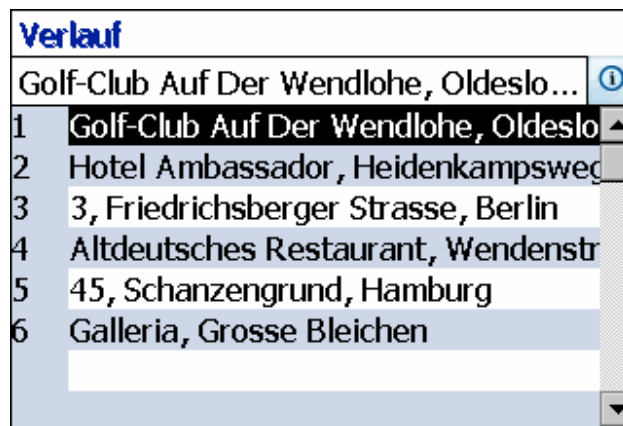 Verlauf
Golf-Club Auf Der Wendlohe, Oldeslo...
1 Golf-Club Auf Der Wendlohe, Oldeslo
2 Hotel Ambassador, Heidenkampsweg
3 3, Friedrichsberger Strasse, Berlin
4 Altdeutsches Restaurant, Wendenstr
5 45, Schanzengrund, Hamburg
6 Galleria, Grosse Bleichen